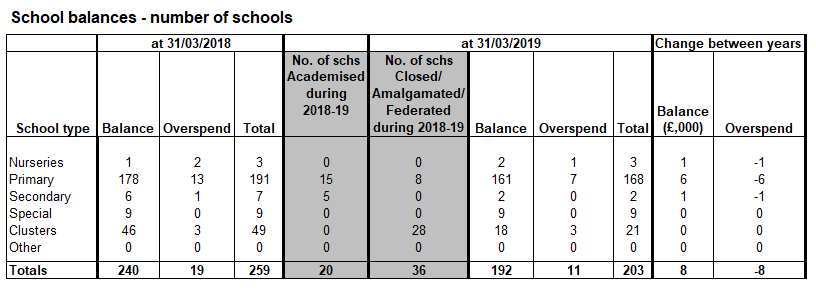 School balances - number of schools
at 31/03/2018 at 31/03/2019 Change between years
No. of schs Academised during 2018-19
No. of schs Closed/ Amalgamated/ Federated during 2018-19
School type Balance Overspend Total Balance Overspend Total Balance (£,000) Overspend
Nurseries 1 2 3 0 0 2 1 3 1 -1
Primary 178 13 191 15 8 161 7 168 6 -6
Secondary 6 1 7 5 0 2 0 2 1 -1
Special 9 0 9 0 0 9 0 9 0 0
Clusters 46 3 49 0 28 18 3 21 0 0
Other 0 0 0 0 0 0 0 0 0 0
Totals 240 19 259 20 36 192 11 203 8 -8